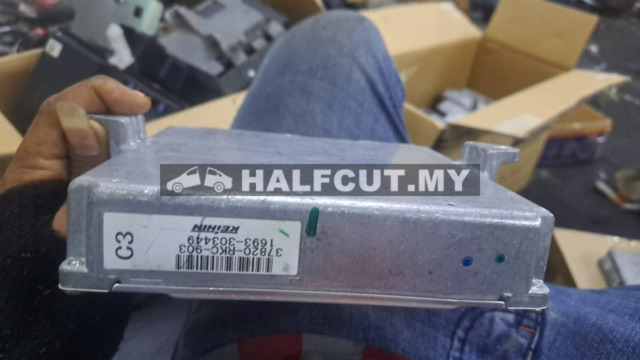 HALFCUT.MY
37820-RKC-903
1693-303449
KEIHIN
C3